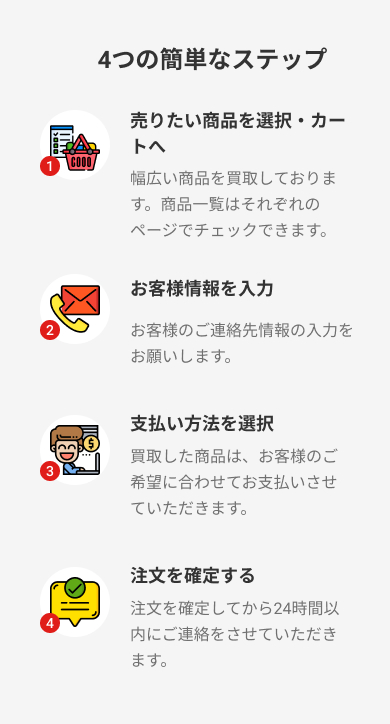 4つの簡単なステップ
売りたい商品を選択・カー
トへ
1
GOOD
幅広い商品を買取しておりま
す。商品一覧はそれぞれの
ページでチェックできます。
お客様情報を入力
2
お客様のご連絡先情報の入力を
お願いします。
支払い方法を選択
$
3
買取した商品は、お客様のご
希望に合わせてお支払いさせ
ていただきます。
注文を確定する
4
注文を確定してから24時間以
内にご連絡をさせていただき
ます。